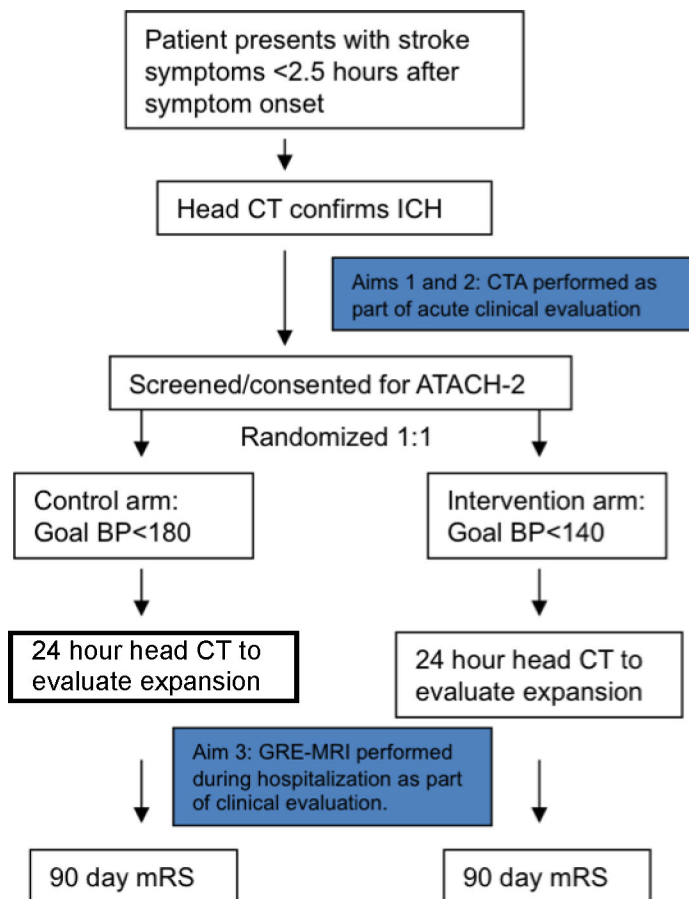 Patient presents with stroke
symptoms <2.5 hours after
symptom onset
Head CT confirms ICH
Aims 1 and 2: CTA performed as
part of acute clinical evaluation
Screened/consented for ATACH-2
Randomized 1:1
Control arm:
Goal BP<180
Intervention arm:
Goal BP<140
24 hour head CT to
evaluate expansion
24 hour head CT to
evaluate expansion
Aim 3: GRE-MRI performed
during hospitalization as part
of clinical evaluation.
90 day mRS
90 day mRS